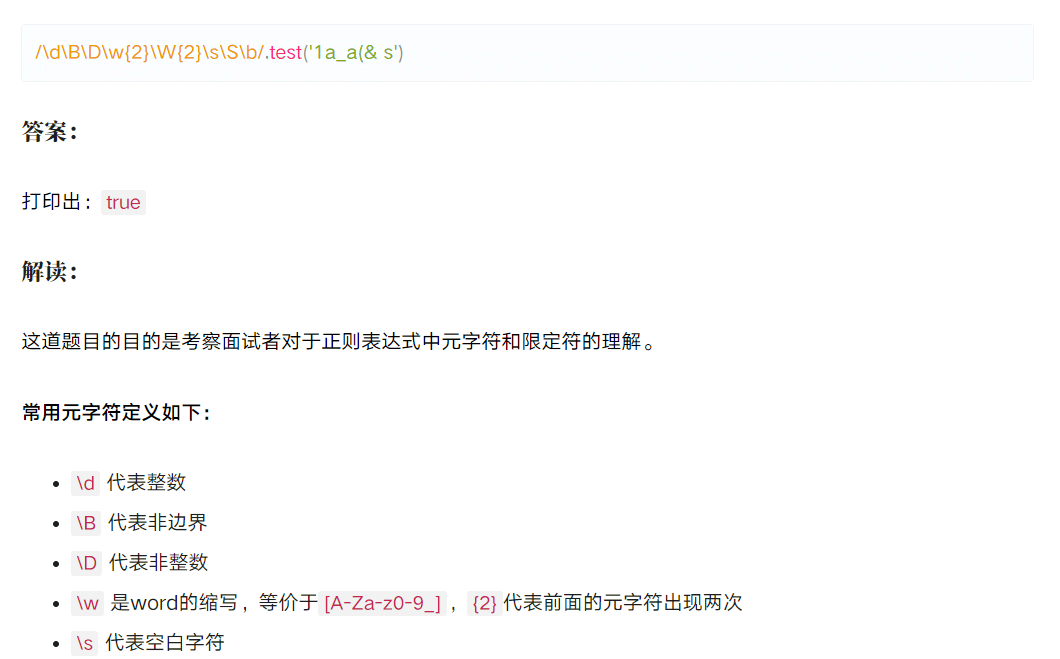 /\d\B\D\w{2}\W{2}\s\S\b/.test('1a_a(& s')
答案：
打印出：true
解读：
这道题目的目的是考察面试者对于正则表达式中元字符和限定符的理解。
常用元字符定义如下：
• \d 代表整数
• \B 代表非边界
• \D 代表非整数
• \w 是word的缩写，等价于[A-Za-z0-9_]，{2}代表前面的元字符出现两次
• \s 代表空白字符